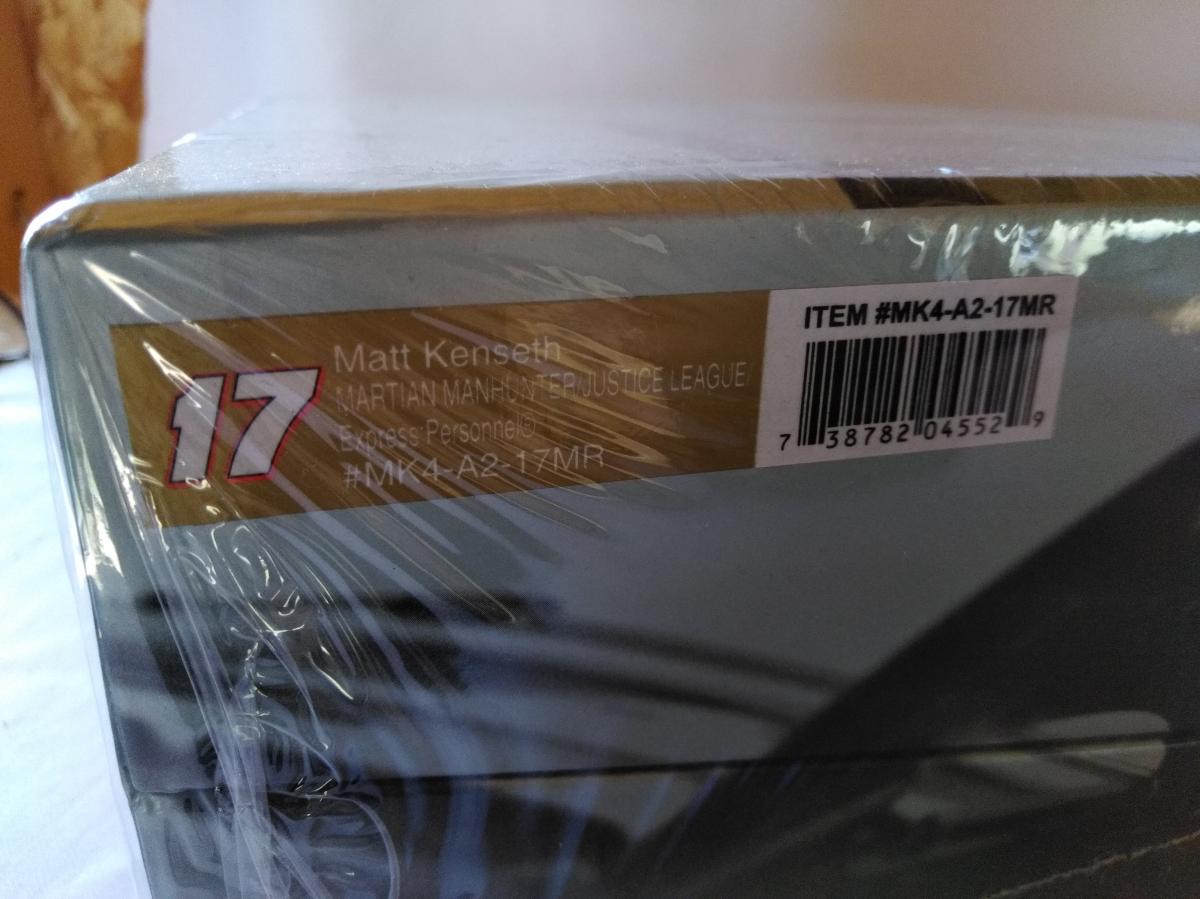 17
Matt Kenseth
MARTIAN MANHUNTER/JUSTICE LEAGUE
Express Personnel®
#MK4-A2-17MR
ITEM #MK4-A2-17MR
7 38782 04552 9